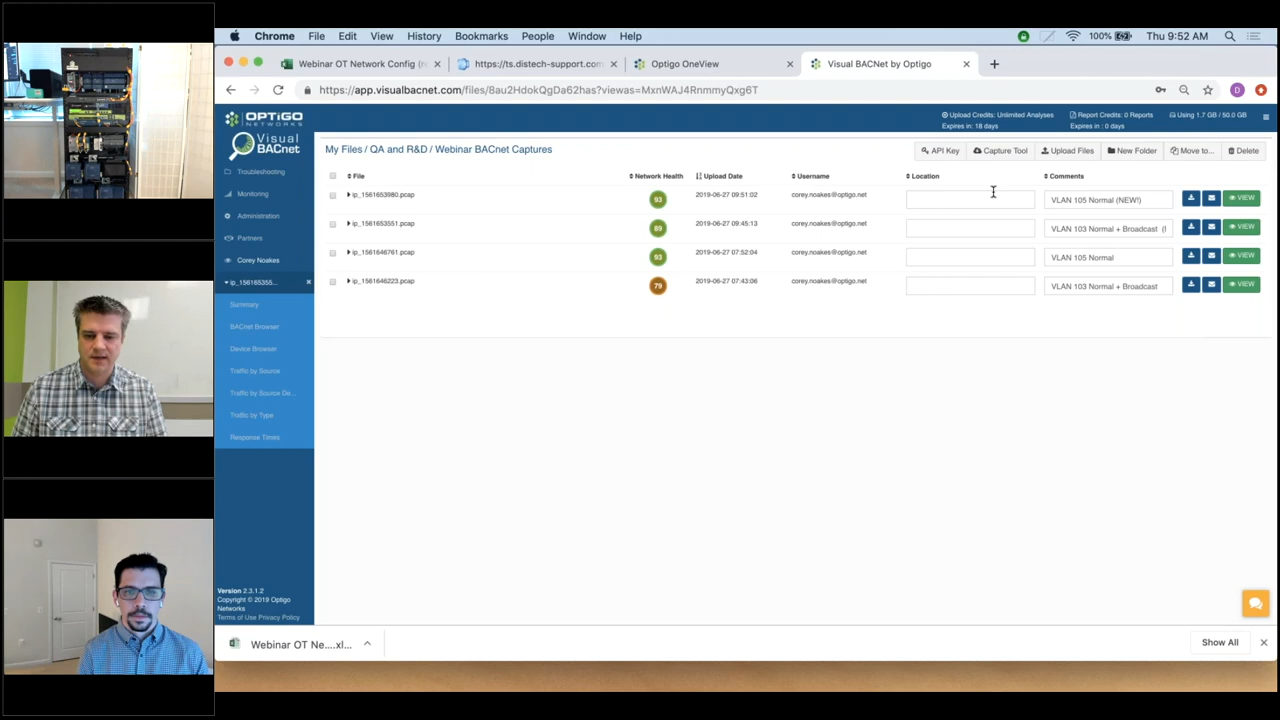 Chrome File Edit View History Bookmarks People Window Help 100% Thu 9:52 AM
Webinar OT Network Config (r × https://ot.distech-support.com × Optigo OneView × Visual BACnet by Optigo × +
https://app.visualbacnet.com/files/8au2HdokQgDa62has?viewas=MxnWAJ4RnmmyQxg6T D
OPTIGO NETWORKS
Visual BACnet
Upload Credits: Unlimited Analyses Report Credits: 0 Reports Using 1.7 GB / 50.0 GB
Expires in: 18 days Expires in : 0 days
My Files / QA and R&D / Webinar BACnet Captures
API Key Capture Tool Upload Files New Folder Move to... Delete
File Network Health Upload Date Username Location Comments
ip_1561653980.pcap 93 2019-06-27 09:51:02 corey.noakes@optigo.net VLAN 105 Normal (NEW!) VIEW
ip_1561653551.pcap 89 2019-06-27 09:45:13 corey.noakes@optigo.net VLAN 103 Normal + Broadcast VIEW
ip_1561646761.pcap 93 2019-06-27 07:52:04 corey.noakes@optigo.net VLAN 105 Normal VIEW
ip_1561646223.pcap 79 2019-06-27 07:43:06 corey.noakes@optigo.net VLAN 103 Normal + Broadcast VIEW
Troubleshooting
Monitoring
Administration
Partners
Corey Noakes
ip_156165355... ×
Summary
BACnet Browser
Device Browser
Traffic by Source
Traffic by Source De...
Traffic by Type
Response Times
Version 2.3.1.2
Copyright © 2019 Optigo
Networks
Terms of Use Privacy Policy
Webinar OT Ne....xl... Show All ×